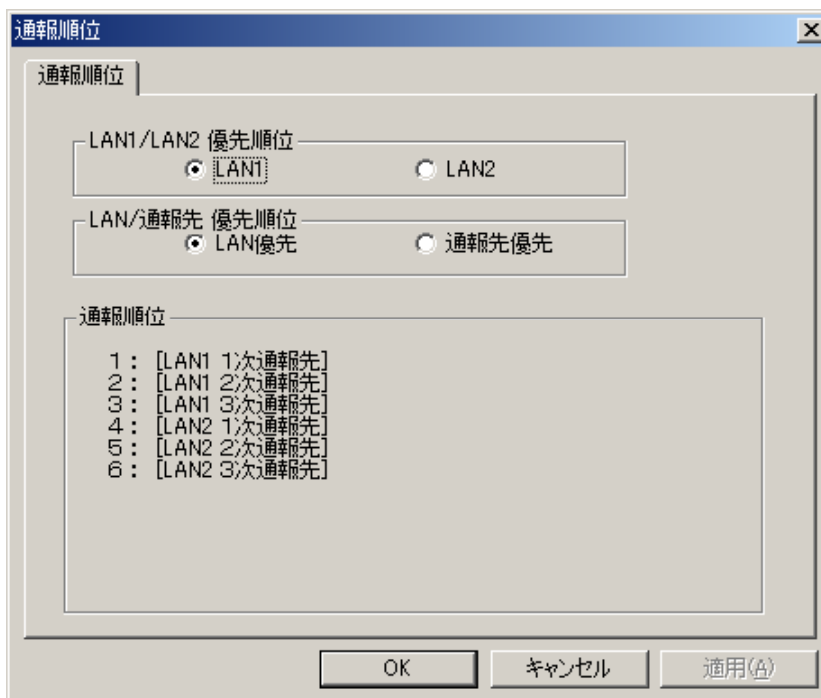 通報順位
通報順位
LAN1/LAN2 優先順位
LAN1 LAN2
LAN/通報先 優先順位
LAN優先 通報先優先
通報順位
1： [LAN1 1次通報先]
2： [LAN1 2次通報先]
3： [LAN1 3次通報先]
4： [LAN2 1次通報先]
5： [LAN2 2次通報先]
6： [LAN2 3次通報先]
OK キャンセル 適用(A)